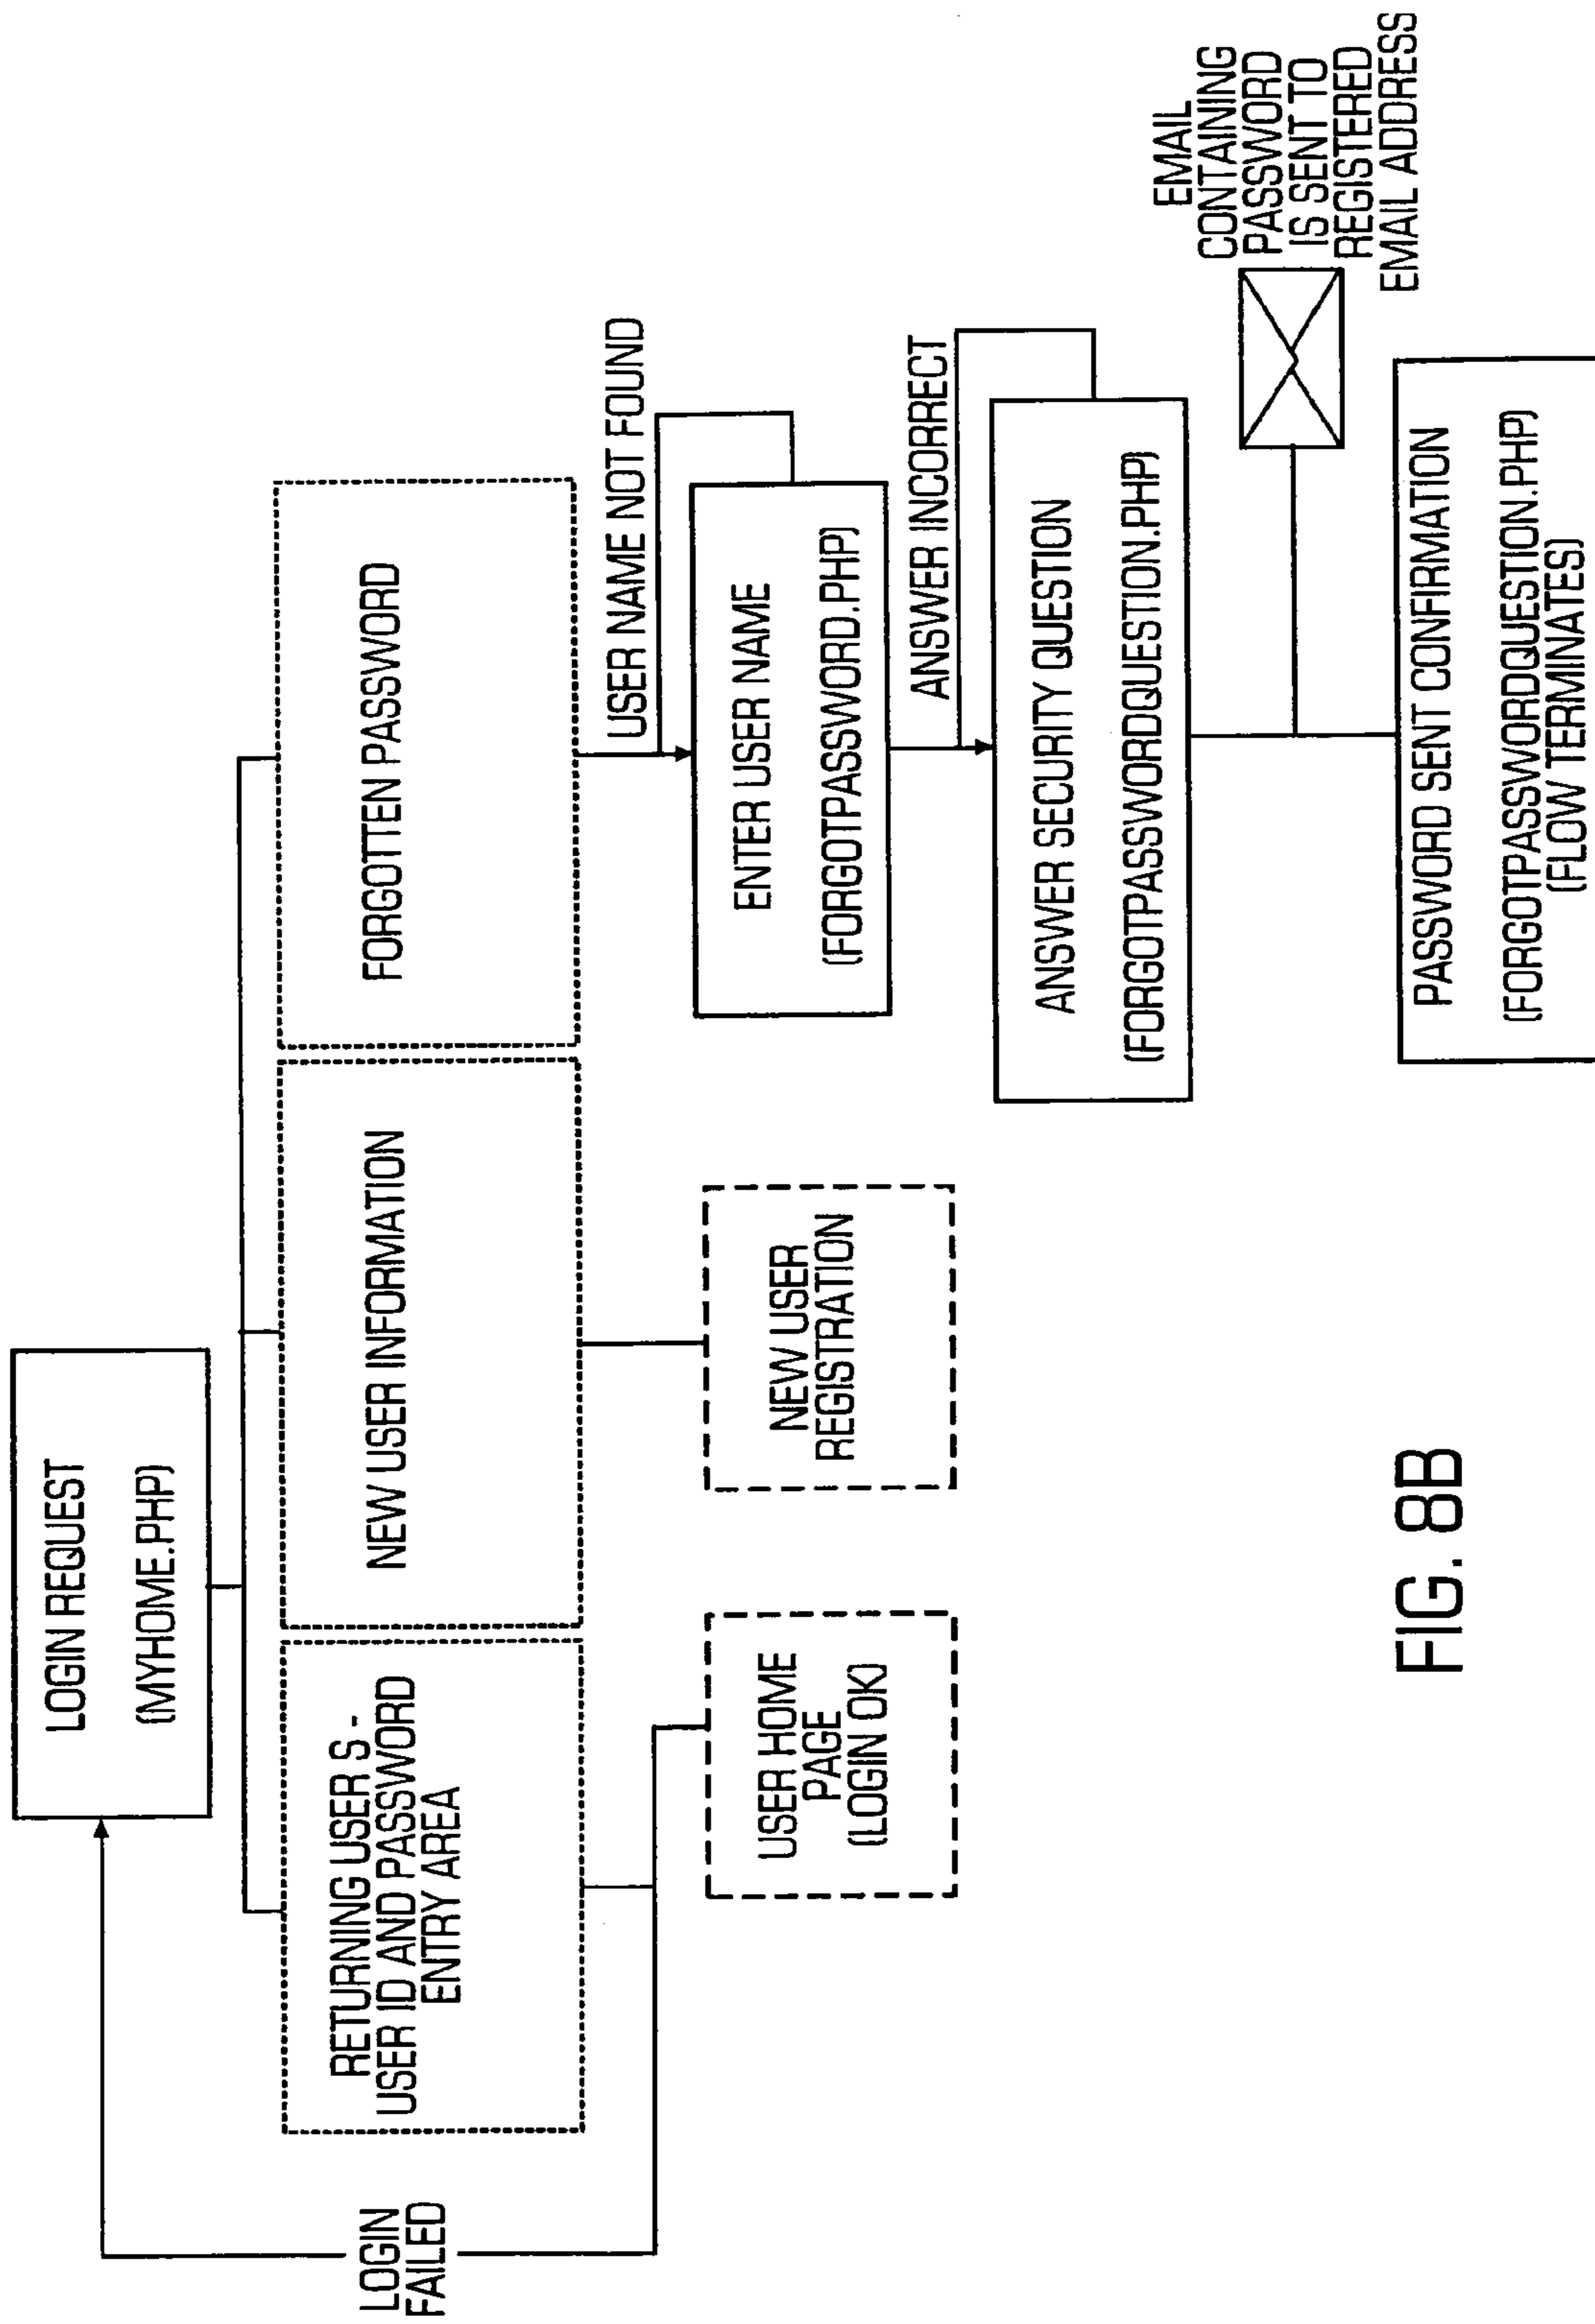 LOGIN REQUEST
(MYHOME.PHP)
LOGIN
FAILED
RETURNING USER S -
USER ID AND PASSWORD
ENTRY AREA
NEW USER INFORMATION
FORGOTTEN PASSWORD
USER NAME NOT FOUND
USER HOME
PAGE
(LOGIN OK)
NEW USER
REGISTRATION
ENTER USER NAME
(FORGOTPASSWORD.PHP)
ANSWER INCORRECT
ANSWER SECURITY QUESTION
(FORGOTPASSWORDQUESTION.PHP)
EMAIL
CONTAINING
PASSWORD
IS SENT TO
REGISTERED
EMAIL ADDRESS
PASSWORD SENT CONFIRMATION
(FORGOTPASSWORDQUESTION.PHP)
(FLOW TERMINATES)
FIG. 8B